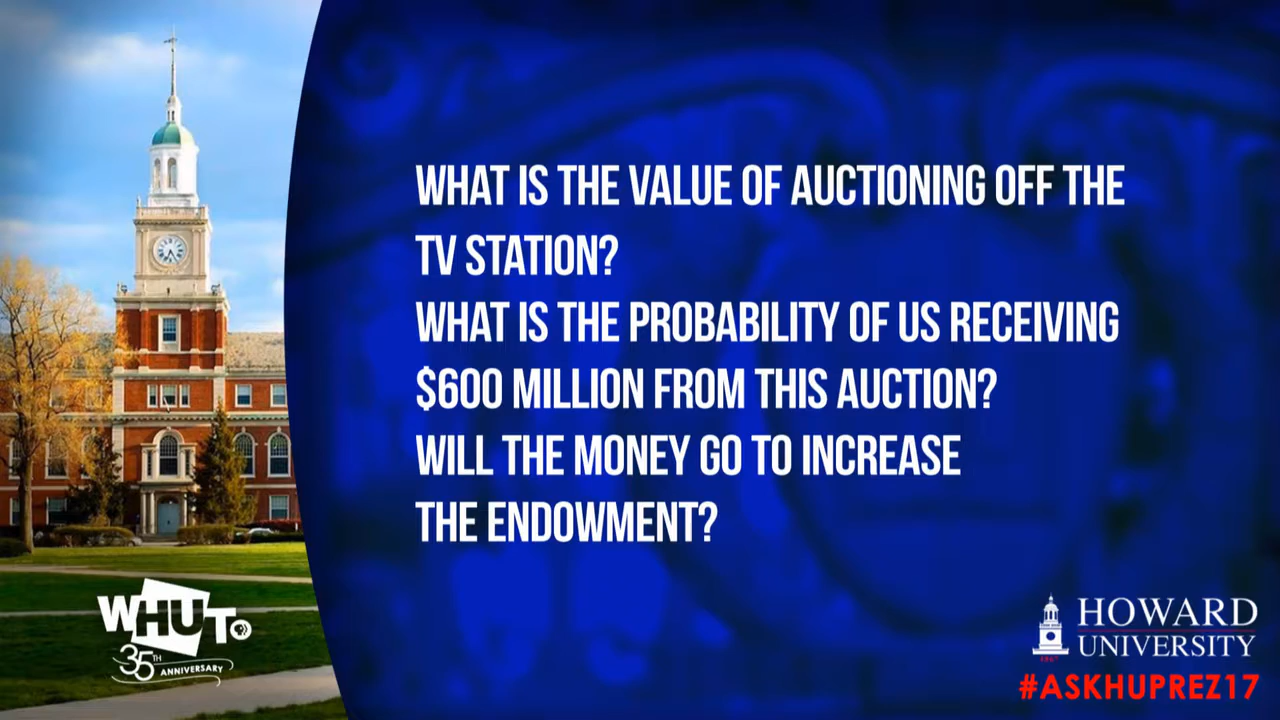 WHAT IS THE VALUE OF AUCTIONING OFF THE
TV STATION?
WHAT IS THE PROBABILITY OF US RECEIVING
$600 MILLION FROM THIS AUCTION?
WILL THE MONEY GO TO INCREASE
THE ENDOWMENT?
WHUT
35TH ANNIVERSARY
HOWARD
UNIVERSITY
1867
#ASKHUPREZ17